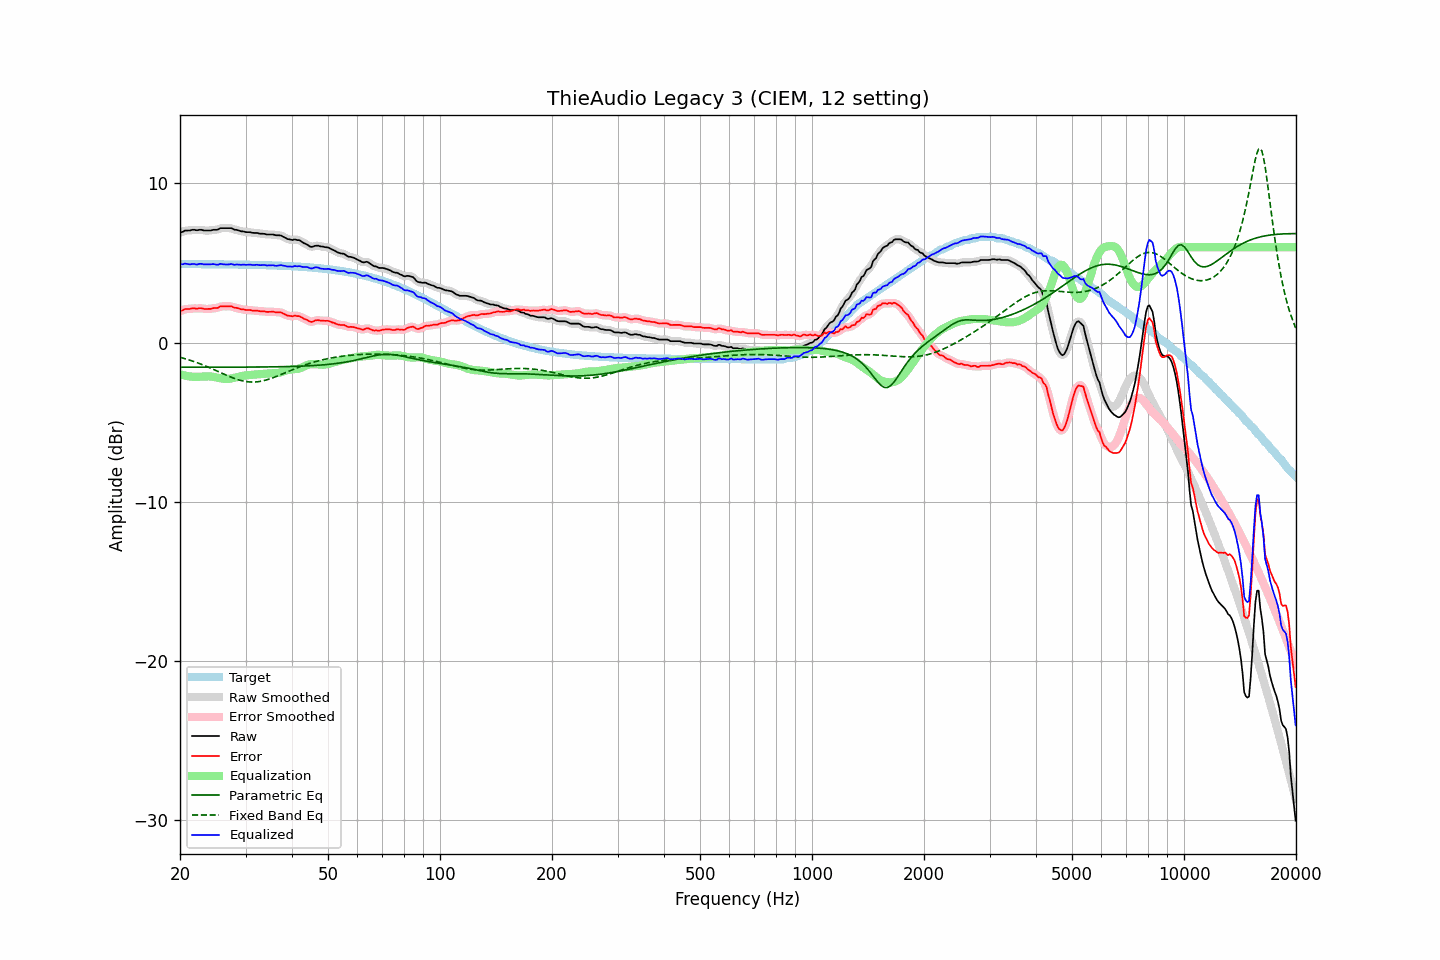 ThieAudio Legacy 3 (CIEM, 12 setting)
Amplitude (dBr)
10
0
−10
−20
−30
Target
Raw Smoothed
Error Smoothed
Raw
Error
Equalization
Parametric Eq
Fixed Band Eq
Equalized
20 50 100 200 500 1000 2000 5000 10000 20000
Frequency (Hz)